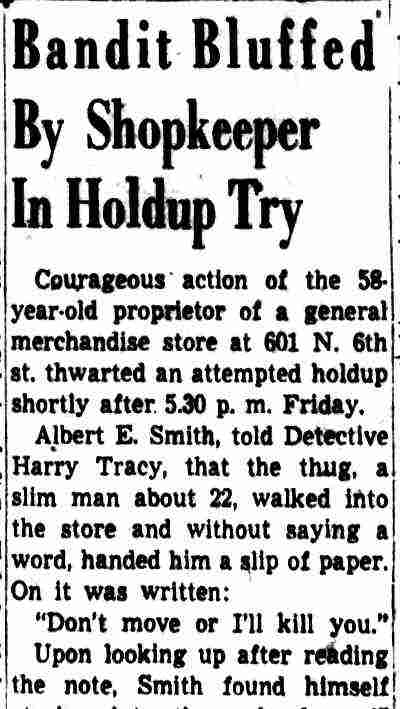 Bandit Bluffed
By Shopkeeper
In Holdup Try
Courageous action of the 58-
year-old proprietor of a general
merchandise store at 601 N. 6th
st. thwarted an attempted holdup
shortly after 5.30 p. m. Friday.
Albert E. Smith, told Detective
Harry Tracy, that the thug, a
slim man about 22, walked into
the store and without saying a
word, handed him a slip of paper.
On it was written:
"Don't move or I'll kill you."
Upon looking up after reading
the note, Smith found himself